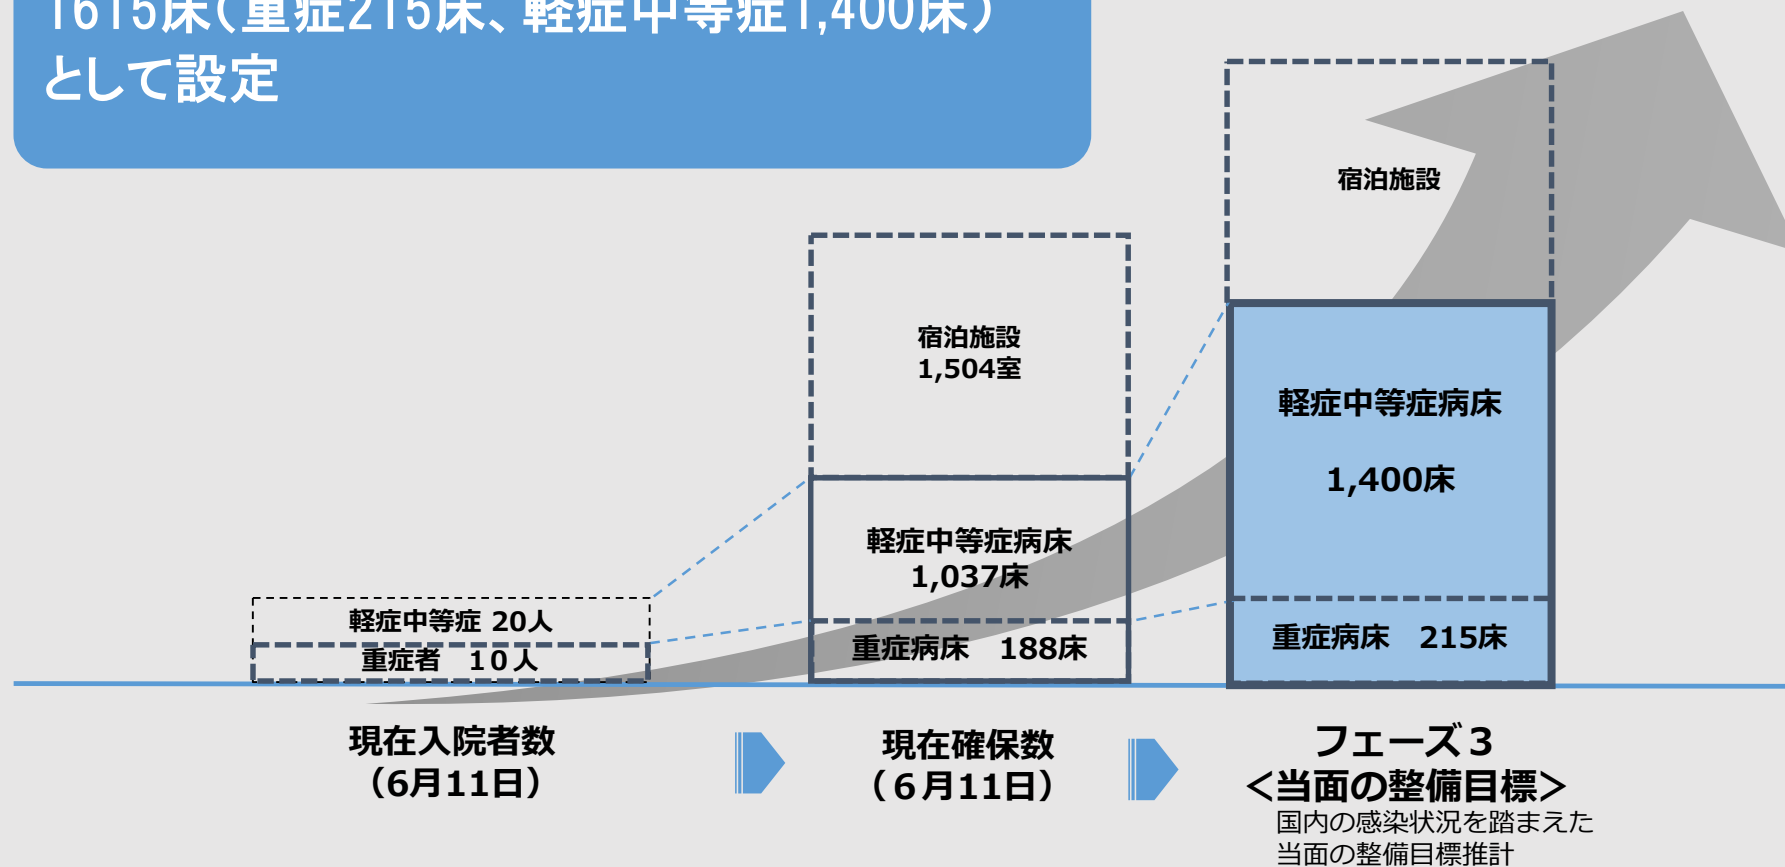 1615床（重症215床、軽症中等症1,400床）
として設定
宿泊施設
宿泊施設
1,504室
軽症中等症病床
1,400床
軽症中等症病床
1,037床
軽症中等症 20人
重症者　10人
重症病床　188床
重症病床　215床
現在入院者数
（6月11日）
現在確保数
（６月11日）
フェーズ３
＜当面の整備目標＞
国内の感染状況を踏まえた
当面の整備目標推計